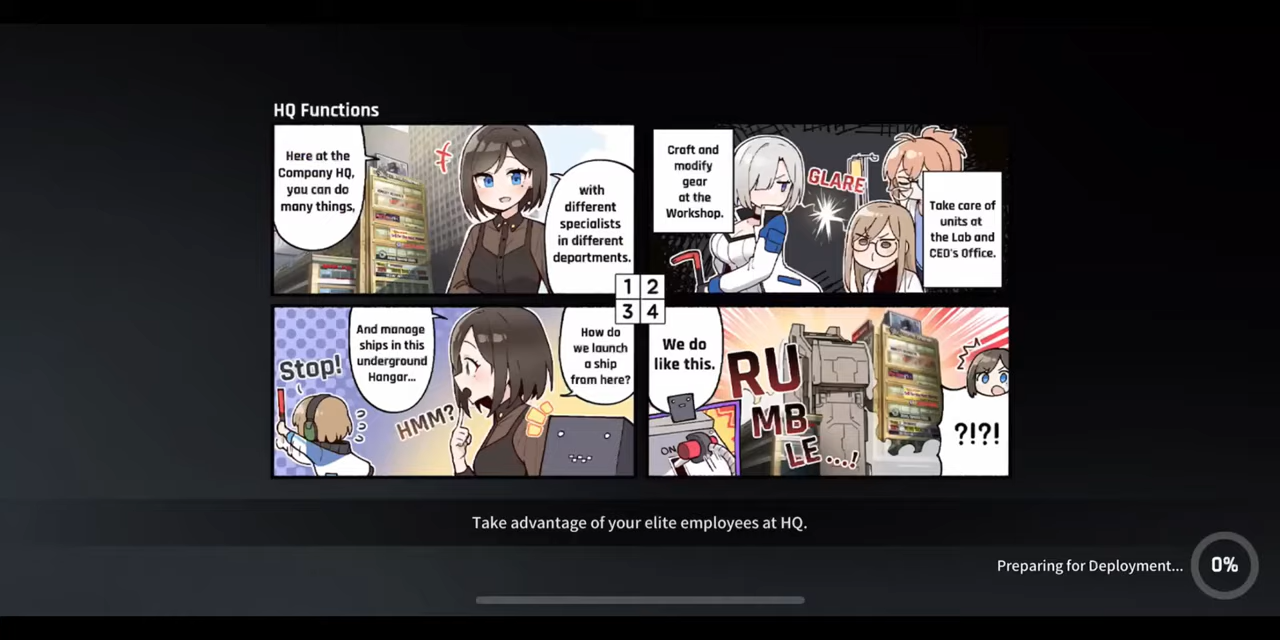 HQ Functions
Here at the
Company HQ,
you can do
many things,
with
different
specialists
in different
departments.
Craft and
modify
gear
at the
Workshop.
GLARE
Take care of
units at
the Lab and
CEO's Office.
1 2
3 4
Stop!
And manage
ships in this
underground
Hangar...
HMM?
How do
we launch
a ship
from here?
We do
like this.
ON
RU
MB
LE...!
?!?!
Take advantage of your elite employees at HQ.
Preparing for Deployment...
0%